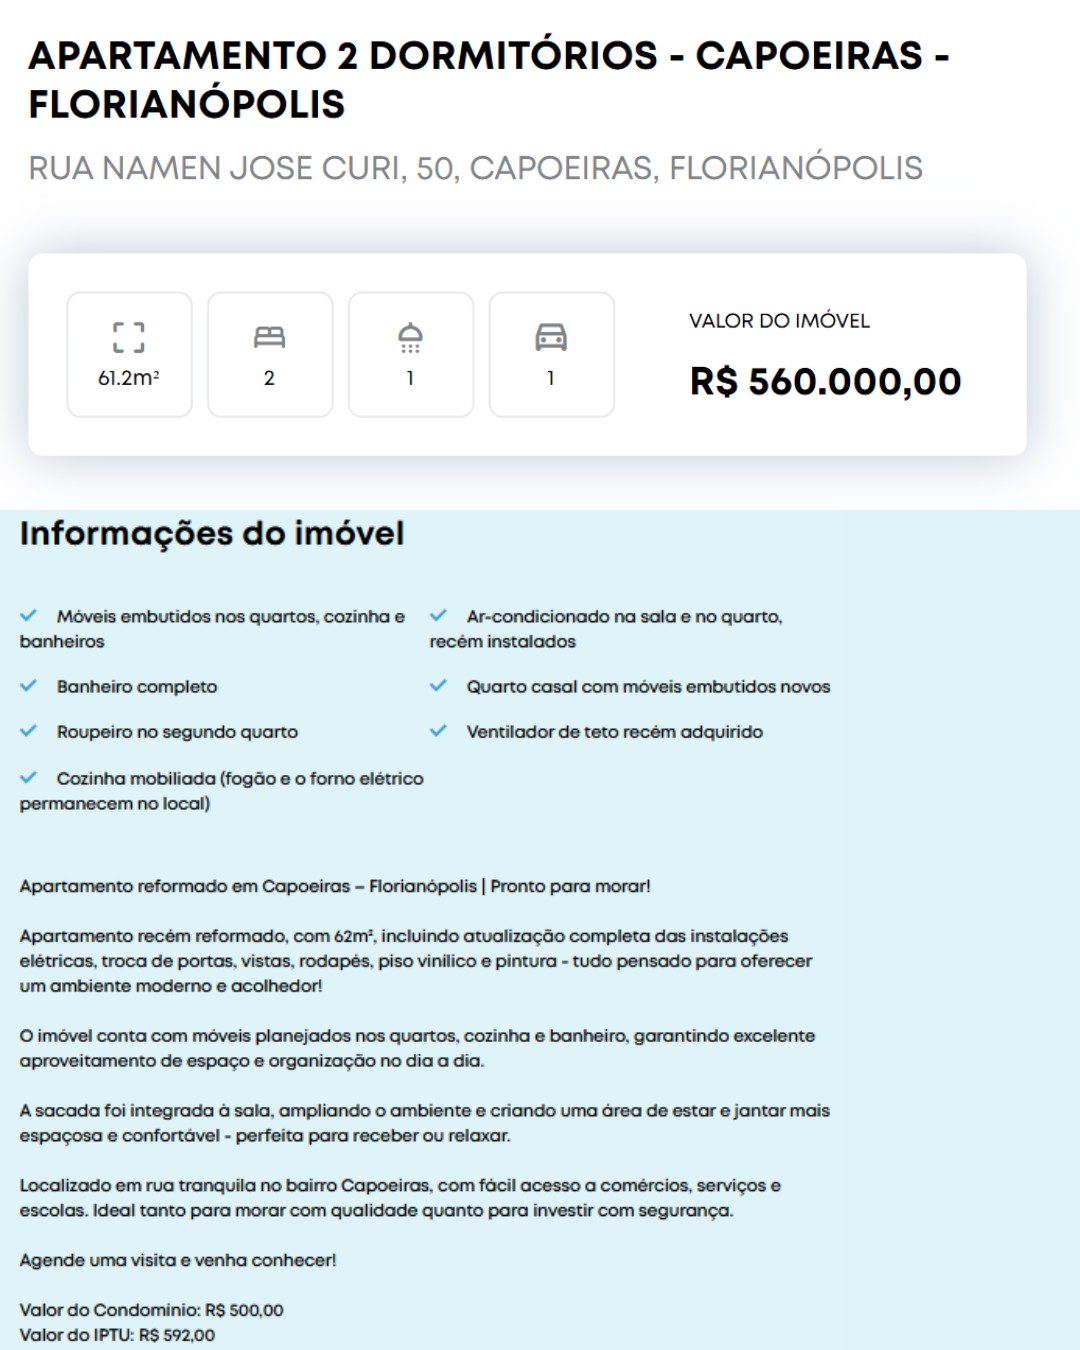 APARTAMENTO 2 DORMITÓRIOS - CAPOEIRAS -
FLORIANÓPOLIS
RUA NAMEN JOSE CURI, 50, CAPOEIRAS, FLORIANÓPOLIS
61.2m²
2
1
1
VALOR DO IMÓVEL
R$ 560.000,00
Informações do imóvel
Móveis embutidos nos quartos, cozinha e
banheiros
Ar-condicionado na sala e no quarto,
recém instalados
Banheiro completo
Quarto casal com móveis embutidos novos
Roupeiro no segundo quarto
Ventilador de teto recém adquirido
Cozinha mobiliada (fogão e o forno elétrico
permanecem no local)
Apartamento reformado em Capoeiras – Florianópolis | Pronto para morar!
Apartamento recém reformado, com 62m², incluindo atualização completa das instalações
elétricas, troca de portas, vistas, rodapés, piso vinílico e pintura - tudo pensado para oferecer
um ambiente moderno e acolhedor!
O imóvel conta com móveis planejados nos quartos, cozinha e banheiro, garantindo excelente
aproveitamento de espaço e organização no dia a dia.
A sacada foi integrada à sala, ampliando o ambiente e criando uma área de estar e jantar mais
espaçosa e confortável - perfeita para receber ou relaxar.
Localizado em rua tranquila no bairro Capoeiras, com fácil acesso a comércios, serviços e
escolas. Ideal tanto para morar com qualidade quanto para investir com segurança.
Agende uma visita e venha conhecer!
Valor do Condomínio: R$ 500,00
Valor do IPTU: R$ 592,00